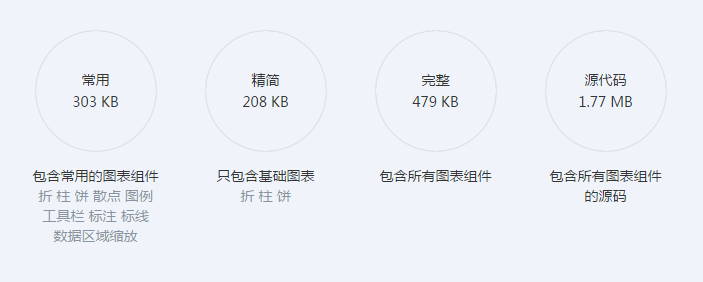 常用
303 KB
包含常用的图表组件
折 柱 饼 散点 图例
工具栏 标注 标线
数据区域缩放
精简
208 KB
只包含基础图表
折 柱 饼
完整
479 KB
包含所有图表组件
源代码
1.77 MB
包含所有图表组件
的源码